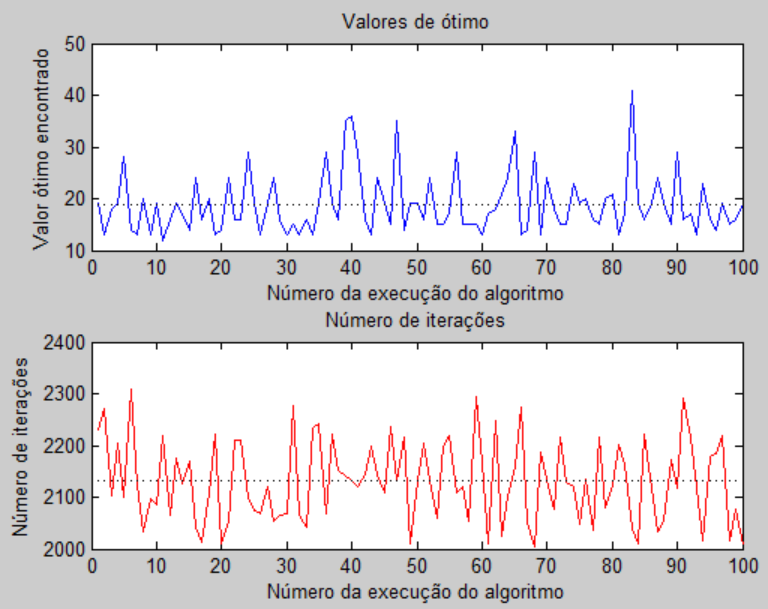 Valores de ótimo
50
40
30
20
10
Valor ótimo encontrado
0 10 20 30 40 50 60 70 80 90 100
Número da execução do algoritmo
Número de iterações
2400
2300
2200
2100
2000
Número de iterações
0 10 20 30 40 50 60 70 80 90 100
Número da execução do algoritmo